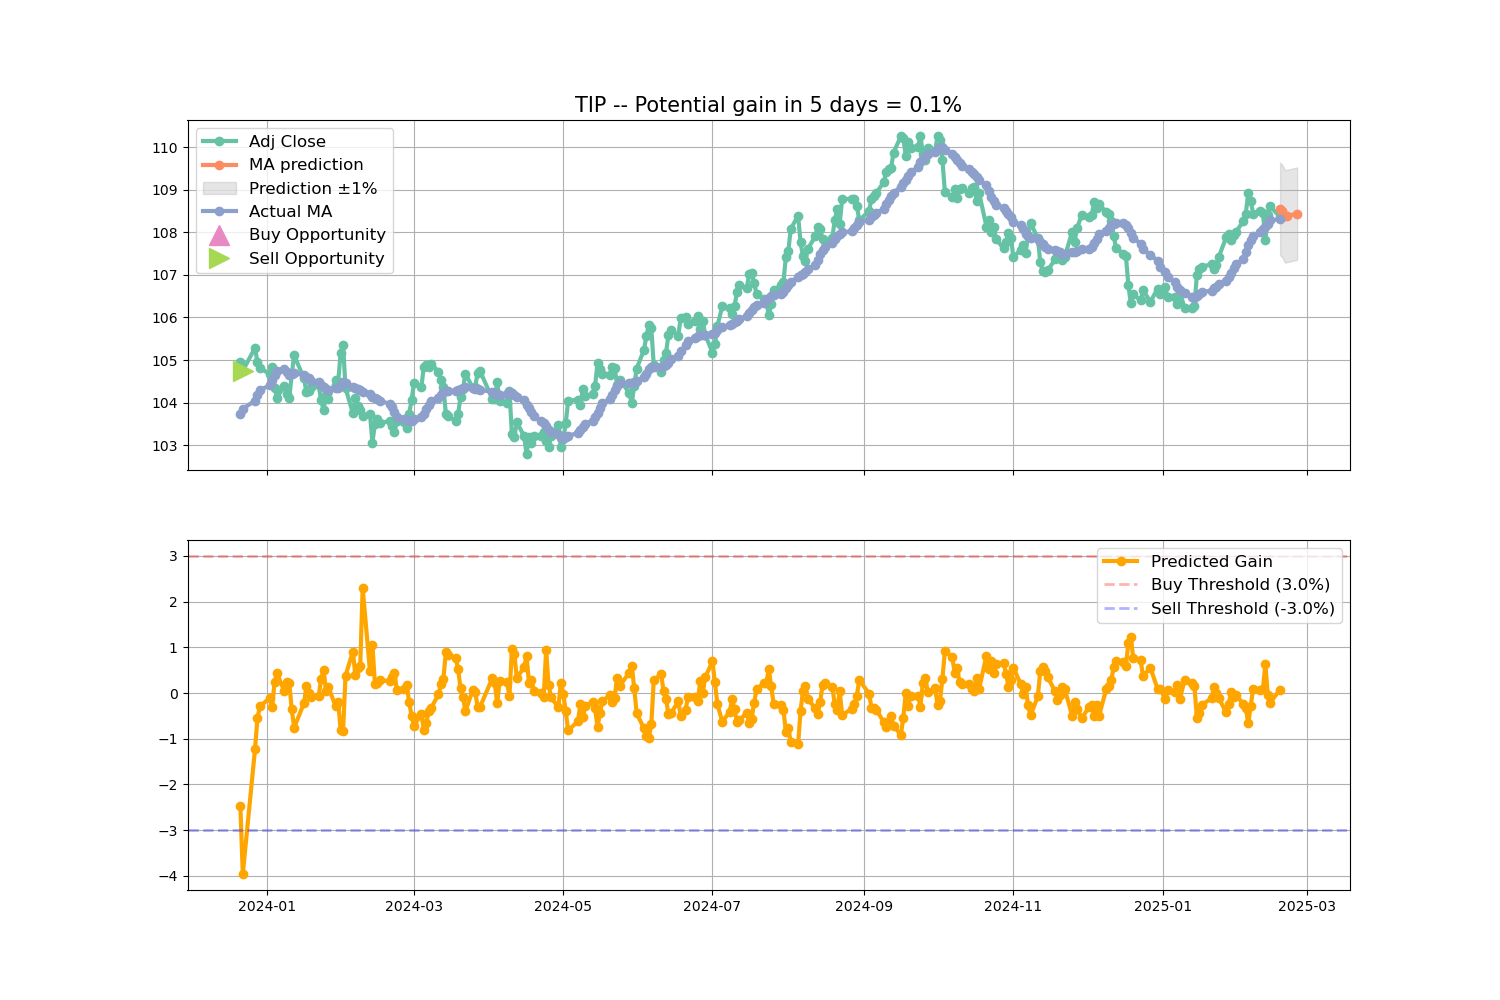 TIP -- Potential gain in 5 days = 0.1%
Adj Close
MA prediction
Prediction ±1%
Actual MA
Buy Opportunity
Sell Opportunity
110
109
108
107
106
105
104
103
Predicted Gain
Buy Threshold (3.0%)
Sell Threshold (-3.0%)
3
2
1
0
−1
−2
−3
−4
2024-01 2024-03 2024-05 2024-07 2024-09 2024-11 2025-01 2025-03